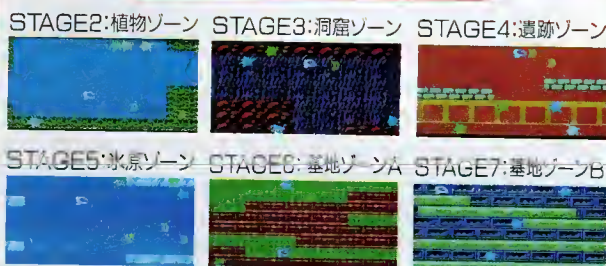 STAGE2:植物ゾーン
STAGE3:洞窟ゾーン
STAGE4:遺跡ゾーン
STAGE5:氷原ゾーン
STAGE6:基地ゾーンA
STAGE7:基地ゾーンB